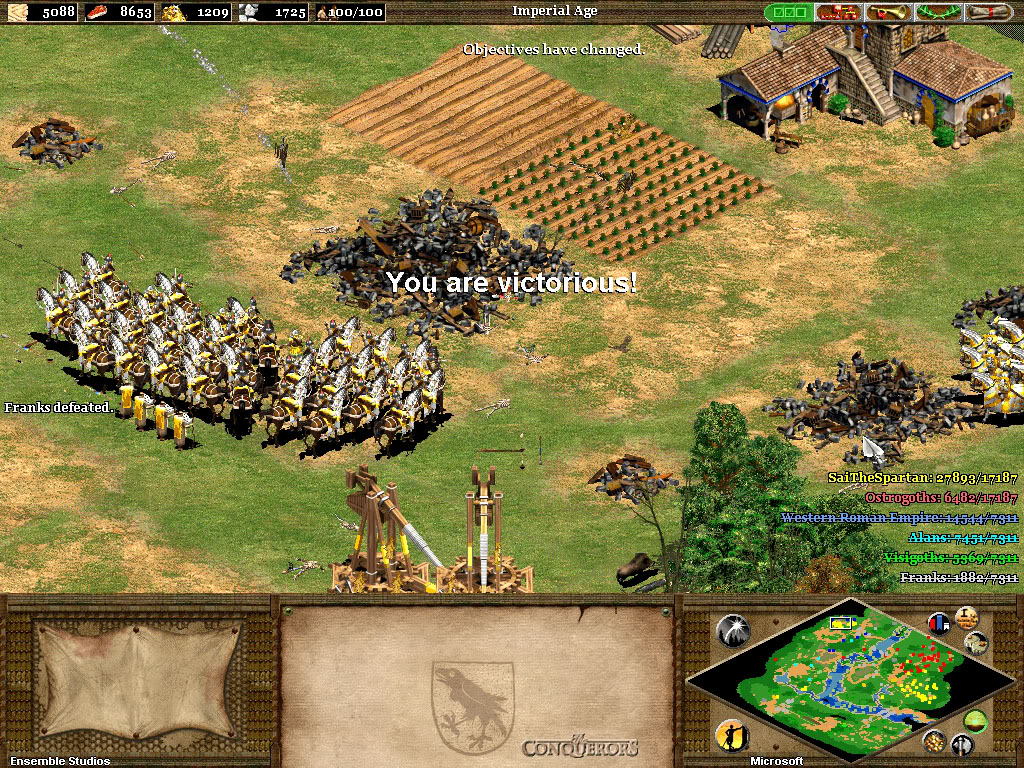 5088 8653 1209 1725 100/100 Imperial Age
Objectives have changed.
You are victorious!
Franks defeated.
SaiTheSpartan: 27893/17187
Ostrogoths: 6482/17187
Western Roman Empire: 14544/7311
Alans: 7451/7311
Visigoths: 5369/7311
Franks: 1882/7311
The CONQUERORS
Ensemble Studios
Microsoft